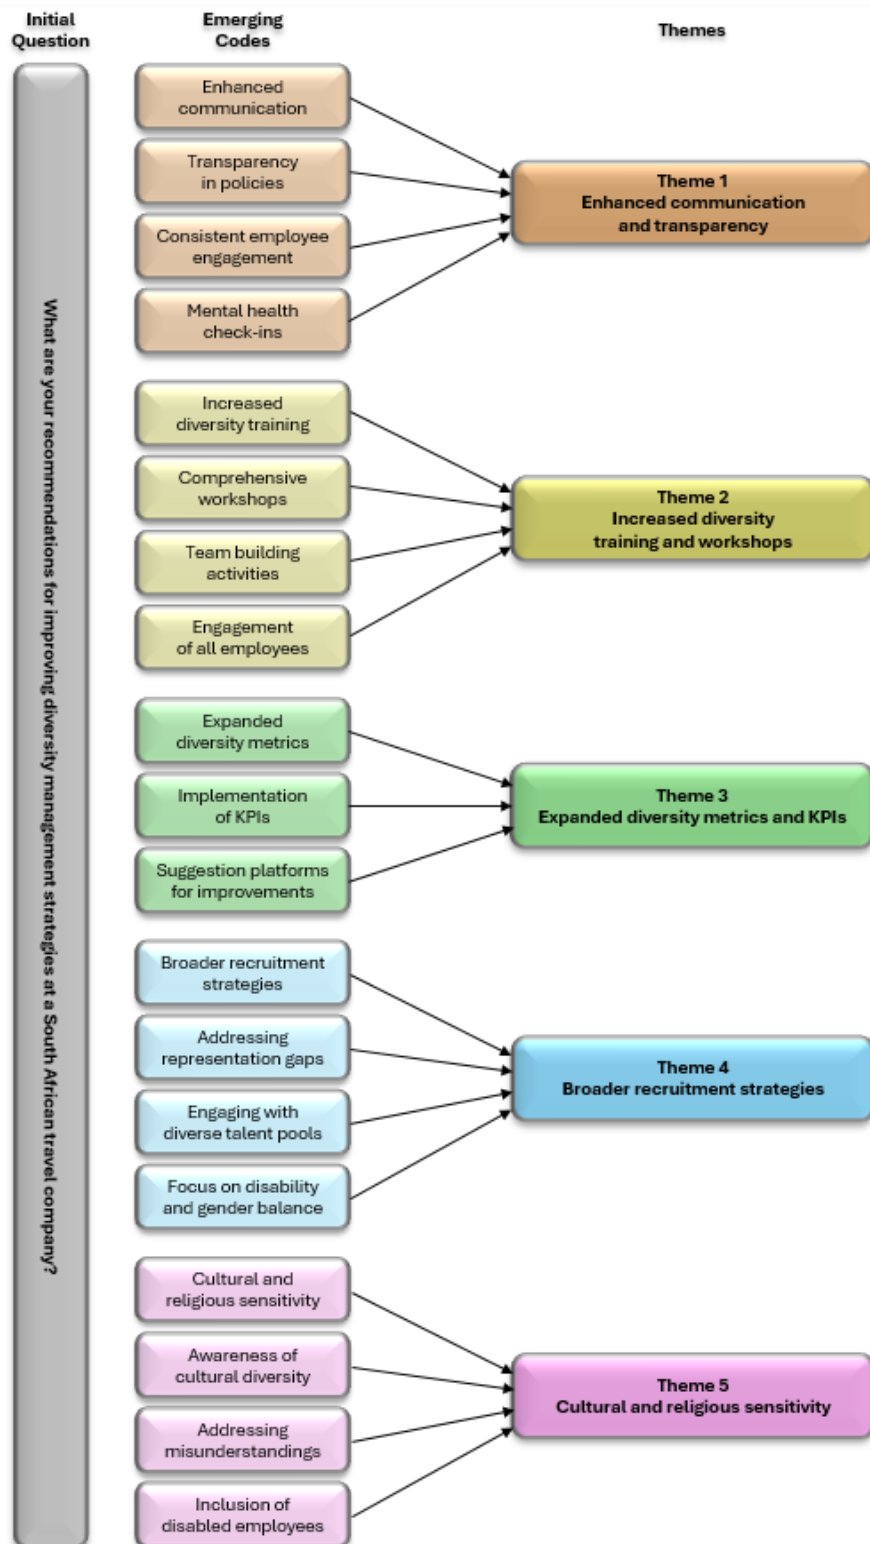 Initial
Question
Emerging
Codes
Themes
What are your recommendations for improving diversity management strategies at a South African travel company?
Enhanced
communication
Transparency
in policies
Consistent employee
engagement
Mental health
check-ins
Theme 1
Enhanced communication
and transparency
Increased
diversity training
Comprehensive
workshops
Team building
activities
Engagement
of all employees
Theme 2
Increased diversity
training and workshops
Expanded
diversity metrics
Implementation
of KPIs
Suggestion platforms
for improvements
Theme 3
Expanded diversity metrics and KPIs
Broader recruitment
strategies
Addressing
representation gaps
Engaging with
diverse talent pools
Focus on disability
and gender balance
Theme 4
Broader recruitment strategies
Cultural and
religious sensitivity
Awareness of
cultural diversity
Addressing
misunderstandings
Inclusion of
disabled employees
Theme 5
Cultural and religious sensitivity